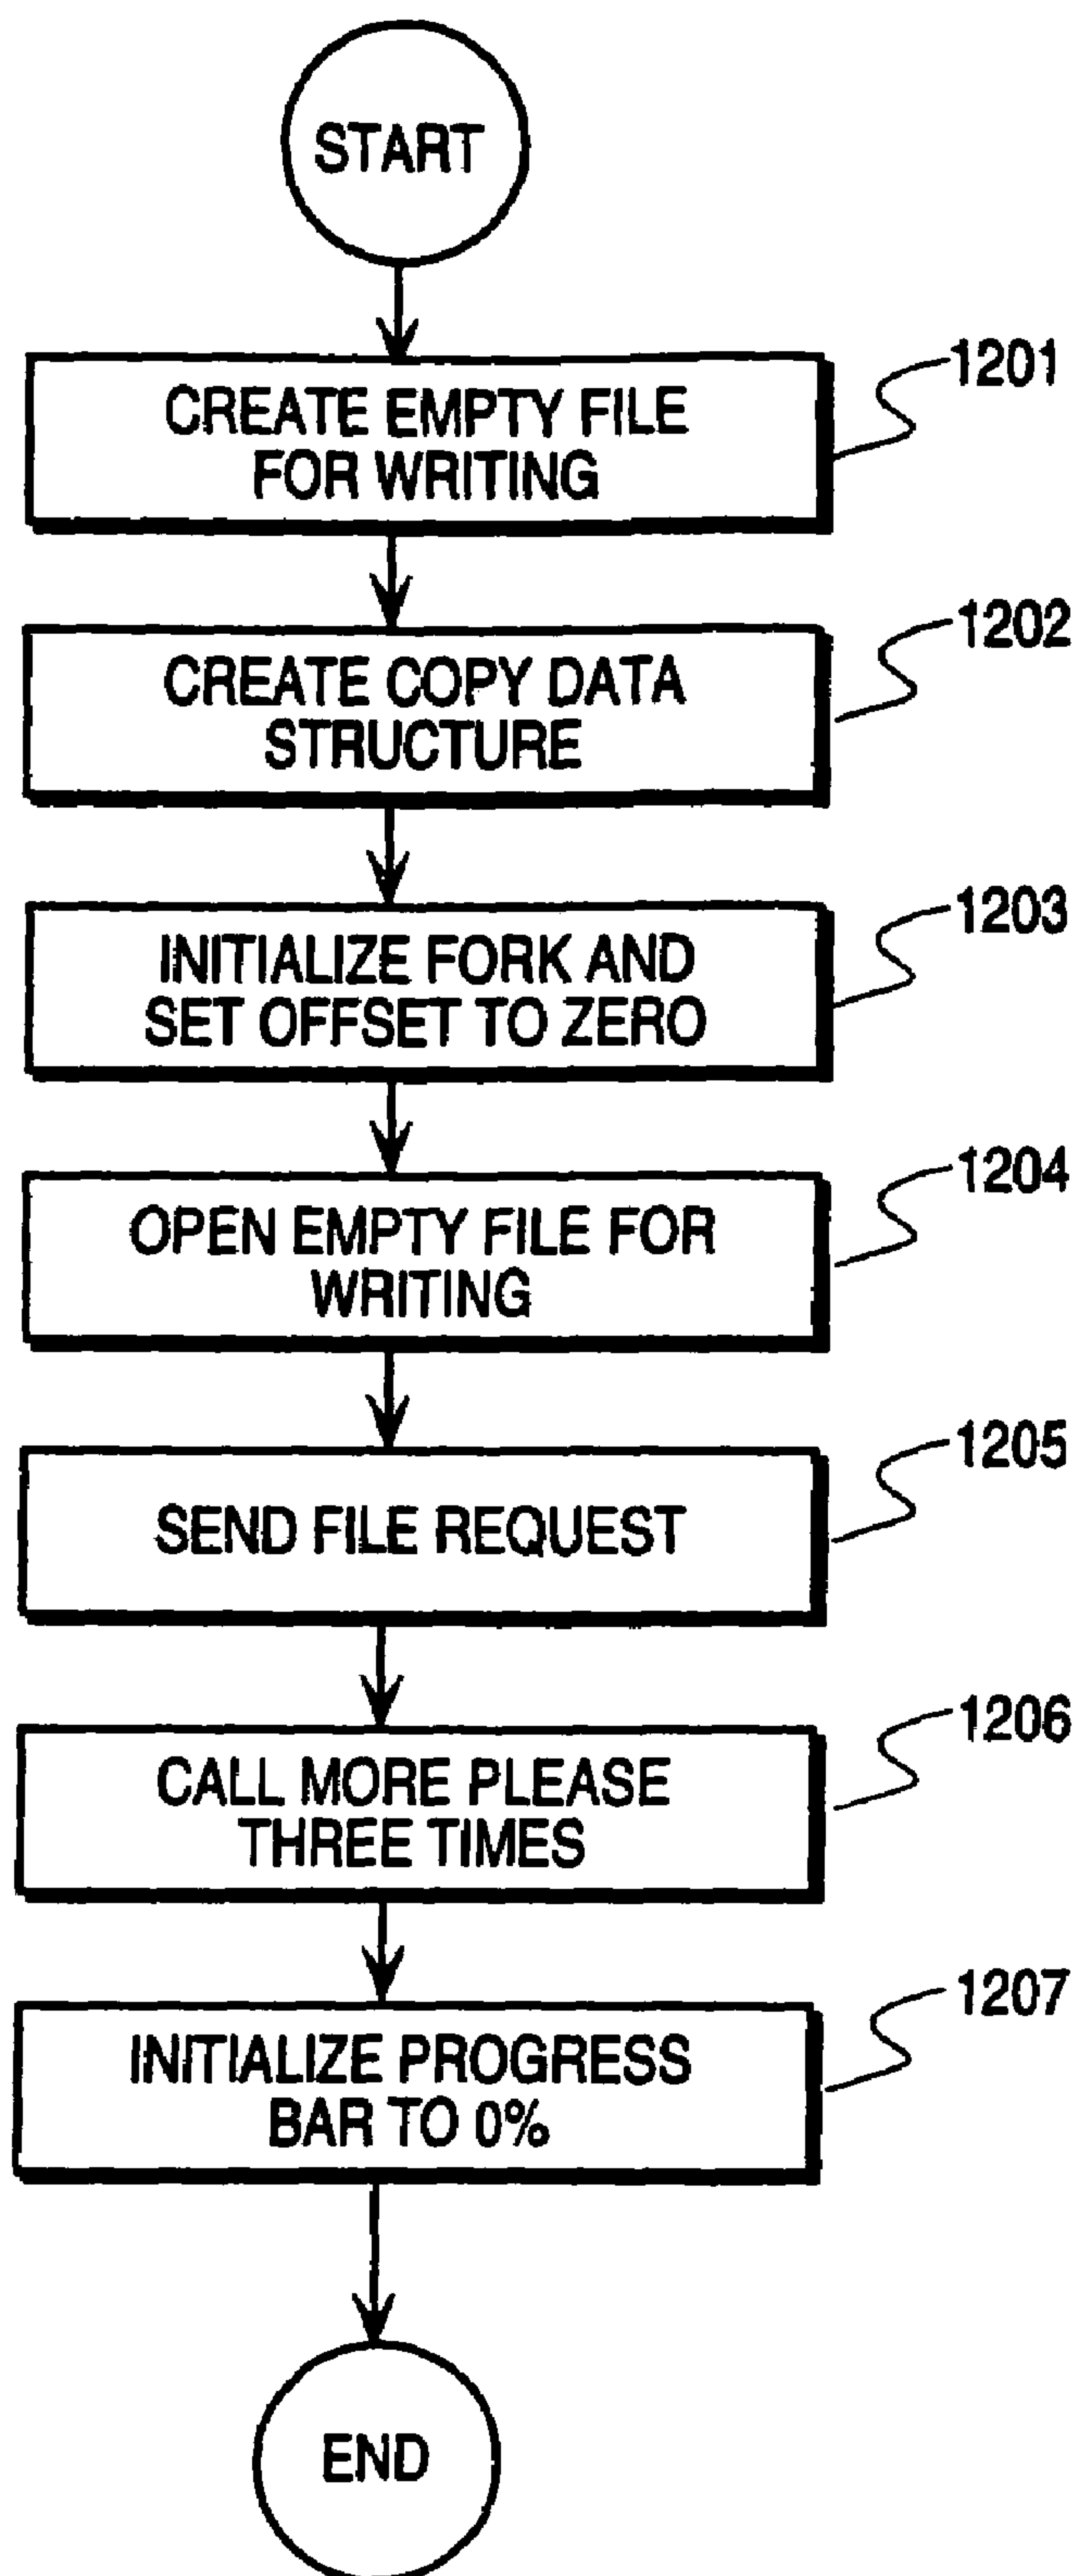 START
1201
CREATE EMPTY FILE
FOR WRITING
1202
CREATE COPY DATA
STRUCTURE
1203
INITIALIZE FORK AND
SET OFFSET TO ZERO
1204
OPEN EMPTY FILE FOR
WRITING
1205
SEND FILE REQUEST
1206
CALL MORE PLEASE
THREE TIMES
1207
INITIALIZE PROGRESS
BAR TO 0%
END